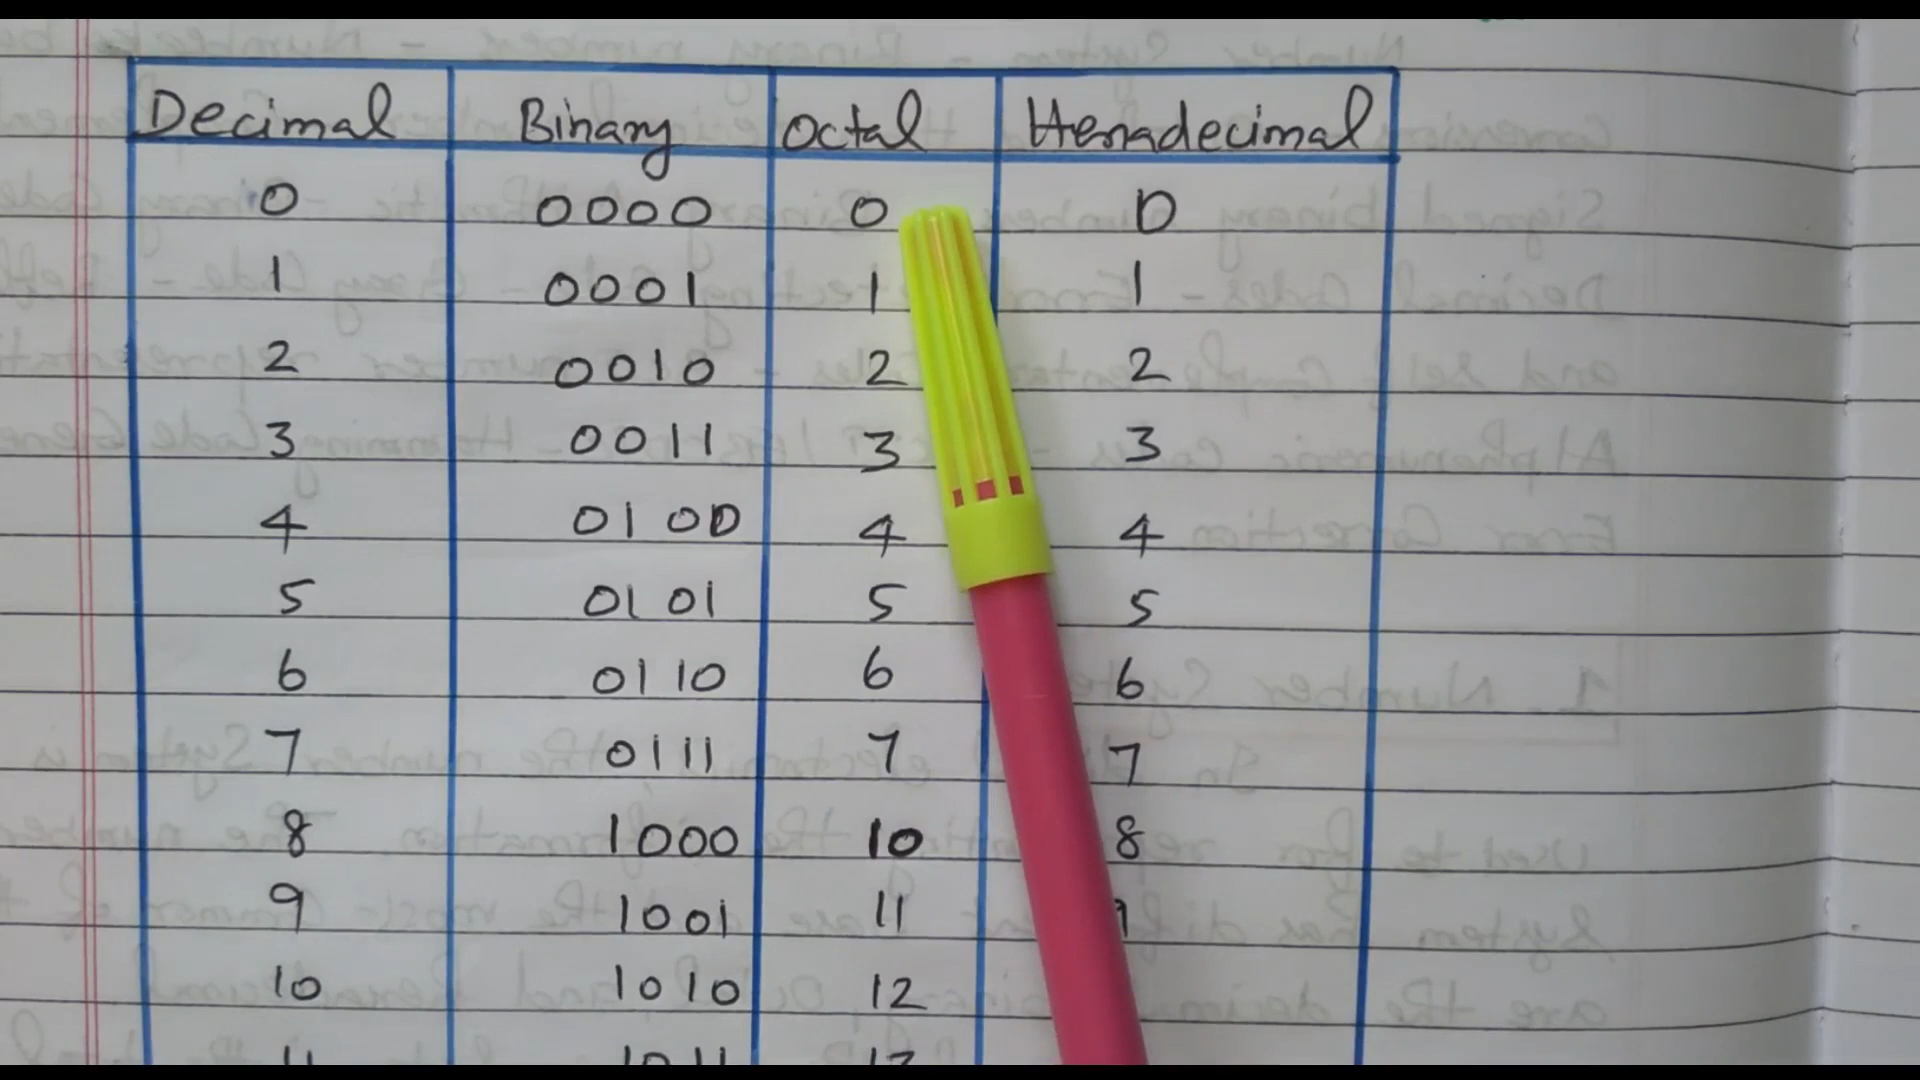 Decimal Binary Octal Hexadecimal
0 0000 0 0
1 0001 1 1
2 0010 2 2
3 0011 3 3
4 0100 4 4
5 0101 5 5
6 0110 6 6
7 0111 7 7
8 1000 10 8
9 1001 11
10 1010 12